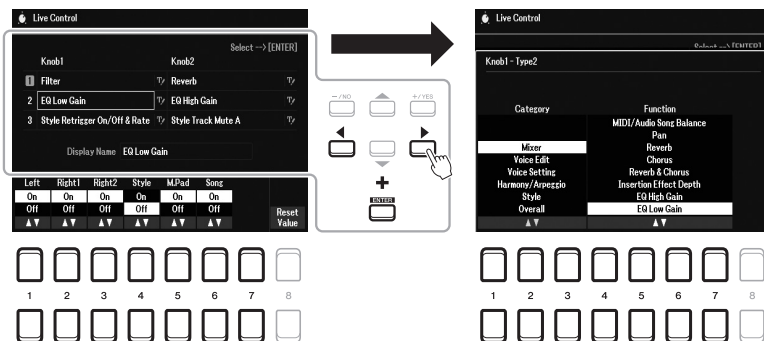 Live Control
Select --> [ENTER]
Knob1 Knob2
1 Filter Reverb
2 EQ Low Gain EQ High Gain
3 Style Retrigger On/Off & Rate Style Track Mute A
Display Name EQ Low Gain
Left Right1 Right2 Style M.Pad Song
On On On On On On
Off Off Off Off Off Off
Reset
Value
1 2 3 4 5 6 7 8
-/NO +/YES
+
ENTER
Live Control
Select --> [ENTER]
Knob1 - Type2
Category Function
MIDI/Audio Song Balance
Pan
Mixer Reverb
Voice Edit Chorus
Voice Setting Reverb & Chorus
Harmony/Arpeggio Insertion Effect Depth
Style EQ High Gain
Overall EQ Low Gain
1 2 3 4 5 6 7 8